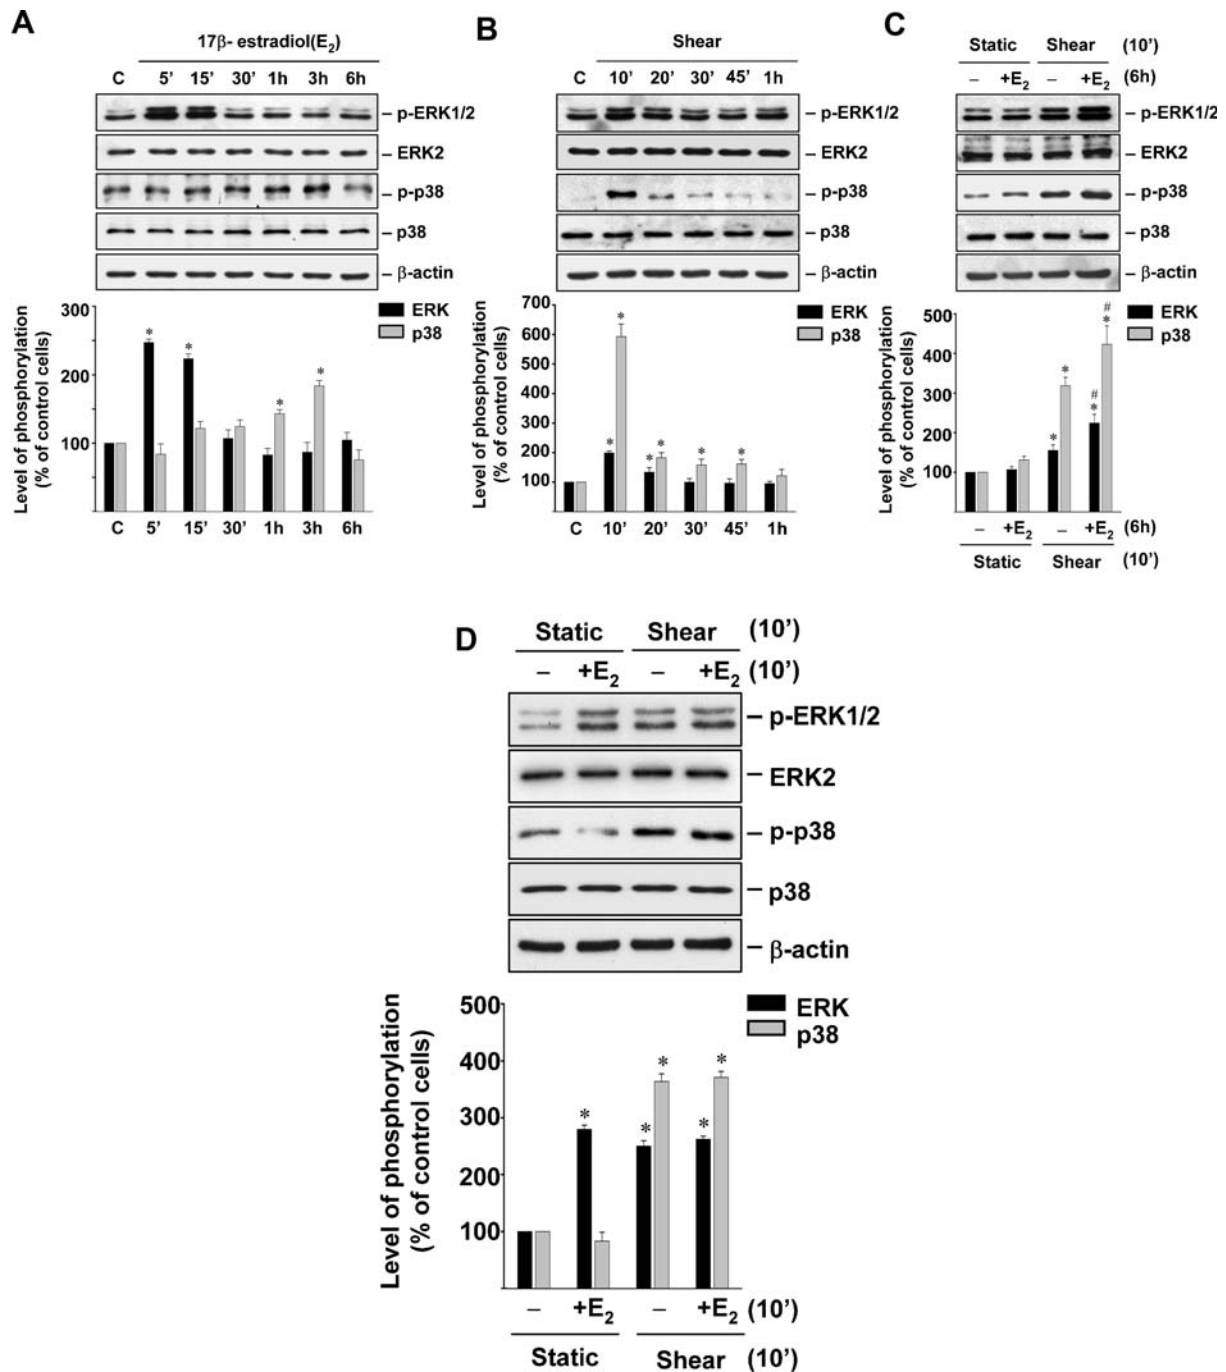 A
17β- estradiol(E₂)
C 5’ 15’ 30’ 1h 3h 6h
p-ERK1/2
ERK2
p-p38
p38
β-actin
Level of phosphorylation
(% of control cells)
300
200
100
ERK
p38
* * * *
C 5’ 15’ 30’ 1h 3h 6h
B
Shear
C 10’ 20’ 30’ 45’ 1h
p-ERK1/2
ERK2
p-p38
p38
β-actin
Level of phosphorylation
(% of control cells)
700
600
500
400
300
200
100
ERK
p38
* * * * * *
C 10’ 20’ 30’ 45’ 1h
C
Static Shear (10’)
– +E₂ – +E₂ (6h)
p-ERK1/2
ERK2
p-p38
p38
β-actin
Level of phosphorylation
(% of control cells)
500
400
300
200
100
ERK
p38
* * # * # *
– +E₂ – +E₂ (6h)
Static Shear (10’)
D
Static Shear (10’)
– +E₂ – +E₂ (10’)
p-ERK1/2
ERK2
p-p38
p38
β-actin
Level of phosphorylation
(% of control cells)
500
400
300
200
100
ERK
p38
* * * * *
– +E₂ – +E₂ (10’)
Static Shear (10’)